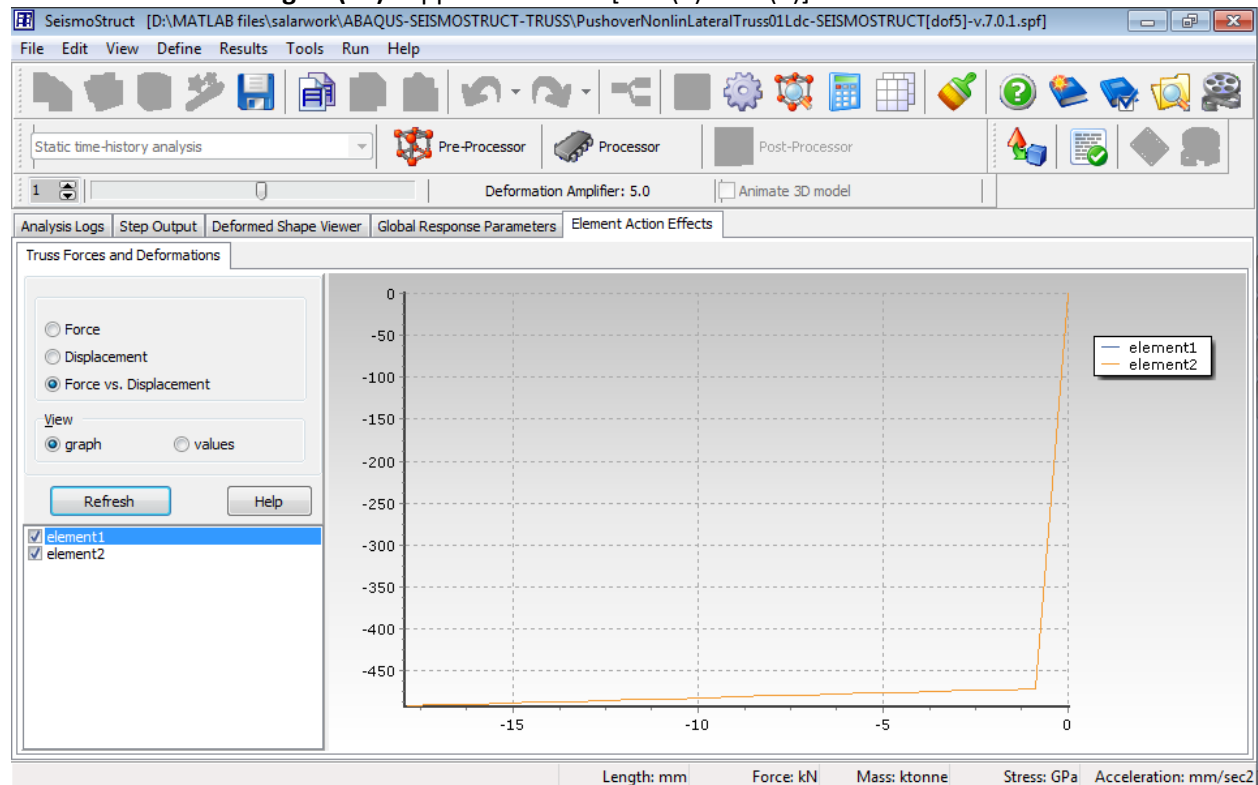 SeismoStruct [D:\MATLAB files\salarwork\ABAQUS-SEISMOSTRUCT-TRUSS\PushoverNonlinLateralTruss01Ldc-SEISMOSTRUCT[dof5]-v.7.0.1.spf]
File Edit View Define Results Tools Run Help
Static time-history analysis Pre-Processor Processor Post-Processor
1 Deformation Amplifier: 5.0 Animate 3D model
Analysis Logs Step Output Deformed Shape Viewer Global Response Parameters Element Action Effects
Truss Forces and Deformations
Force
Displacement
Force vs. Displacement
View
graph values
Refresh Help
element1
element2
0
-50
-100
-150
-200
-250
-300
-350
-400
-450
-15 -10 -5 0
element1
element2
Length: mm Force: kN Mass: ktonne Stress: GPa Acceleration: mm/sec2